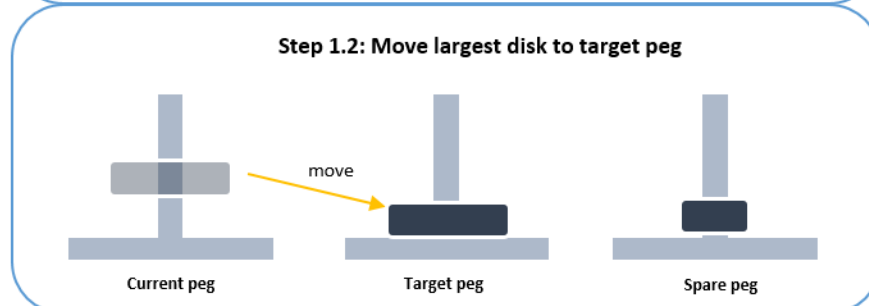 Step 1.2: Move largest disk to target peg
move
Current peg
Target peg
Spare peg